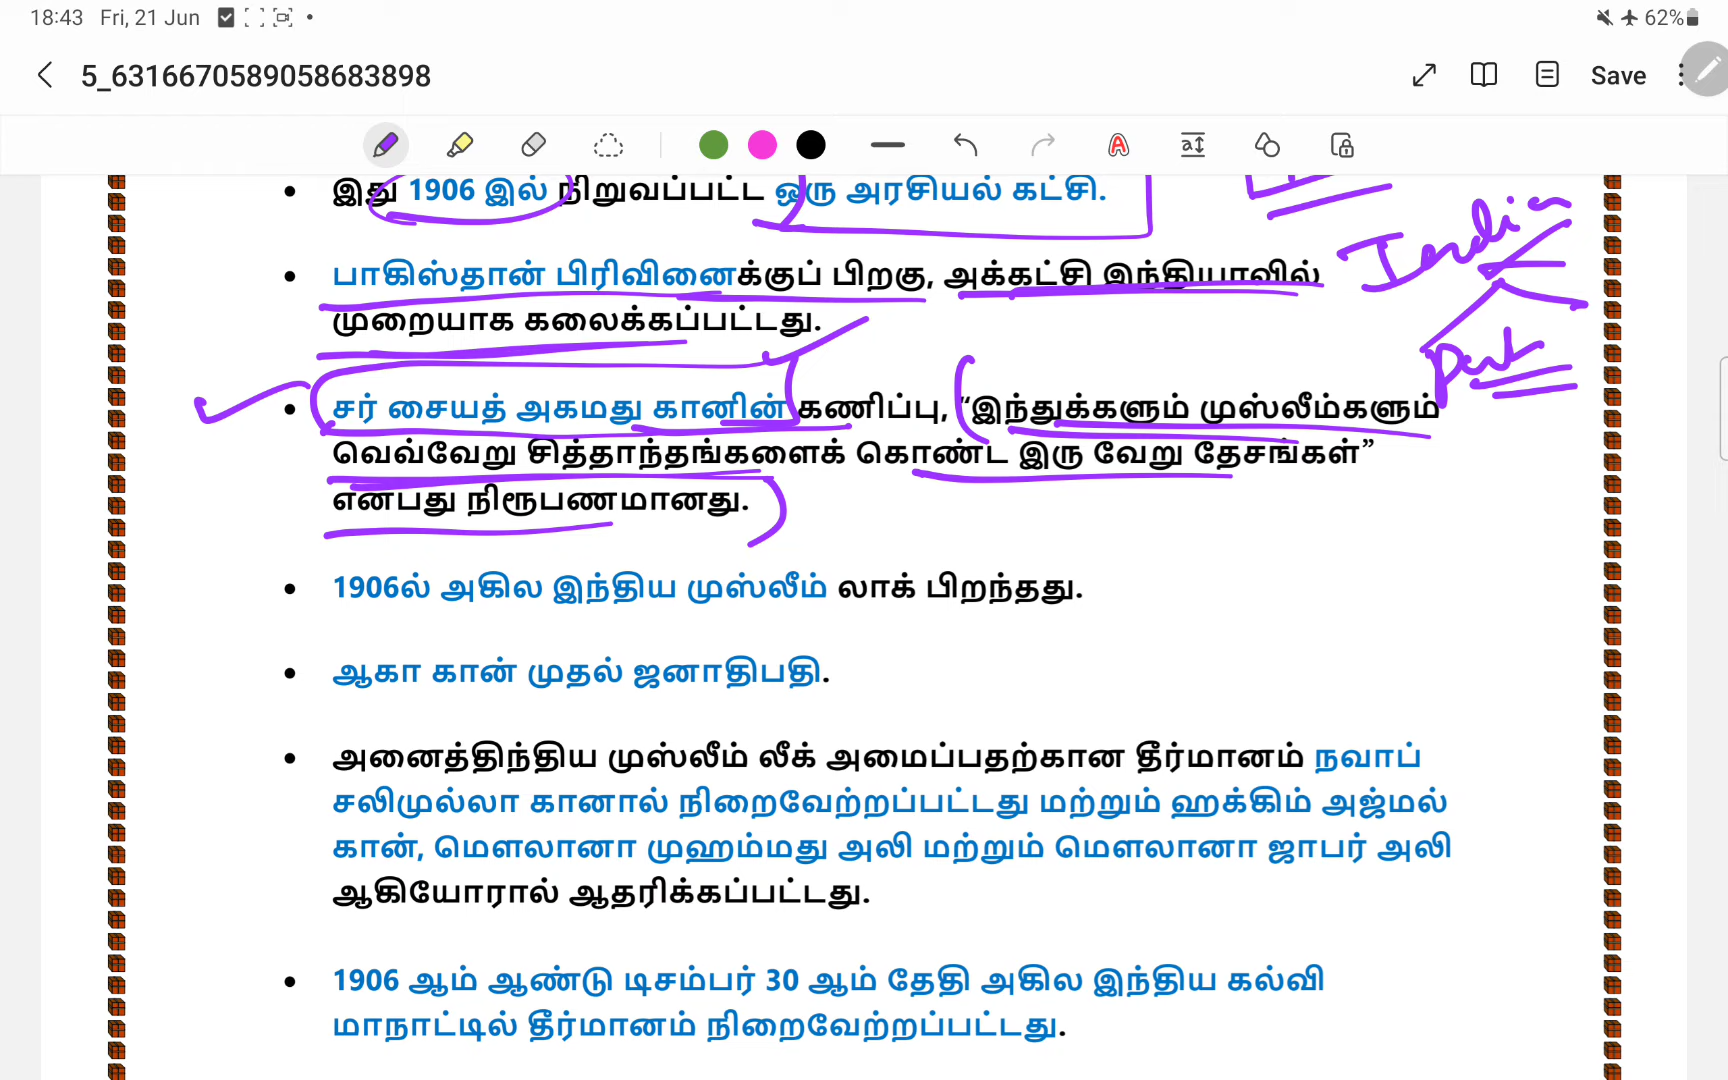 18:43 Fri, 21 Jun 62%
5_6316670589058683898 Save
இது 1906 இல் நிறுவப்பட்ட ஒரு அரசியல் கட்சி.
India
பாகிஸ்தான் பிரிவினைக்குப் பிறகு, அக்கட்சி இந்தியாவில்
முறையாக கலைக்கப்பட்டது.
சர் சையத் அகமது கானின் கணிப்பு, “இந்துக்களும் முஸ்லீம்களும்
வெவ்வேறு சித்தாந்தங்களைக் கொண்ட இரு வேறு தேசங்கள்”
என்பது நிரூபணமானது.
1906ல் அகில இந்திய முஸ்லீம் லாக் பிறந்தது.
ஆகா கான் முதல் ஜனாதிபதி.
அனைத்திந்திய முஸ்லீம் லீக் அமைப்பதற்கான தீர்மானம் நவாப்
சலிமுல்லா கானால் நிறைவேற்றப்பட்டது மற்றும் ஹக்கிம் அஜ்மல்
கான், மௌலானா முஹம்மது அலி மற்றும் மௌலானா ஜாபர் அலி
ஆகியோரால் ஆதரிக்கப்பட்டது.
1906 ஆம் ஆண்டு டிசம்பர் 30 ஆம் தேதி அகில இந்திய கல்வி
மாநாட்டில் தீர்மானம் நிறைவேற்றப்பட்டது.